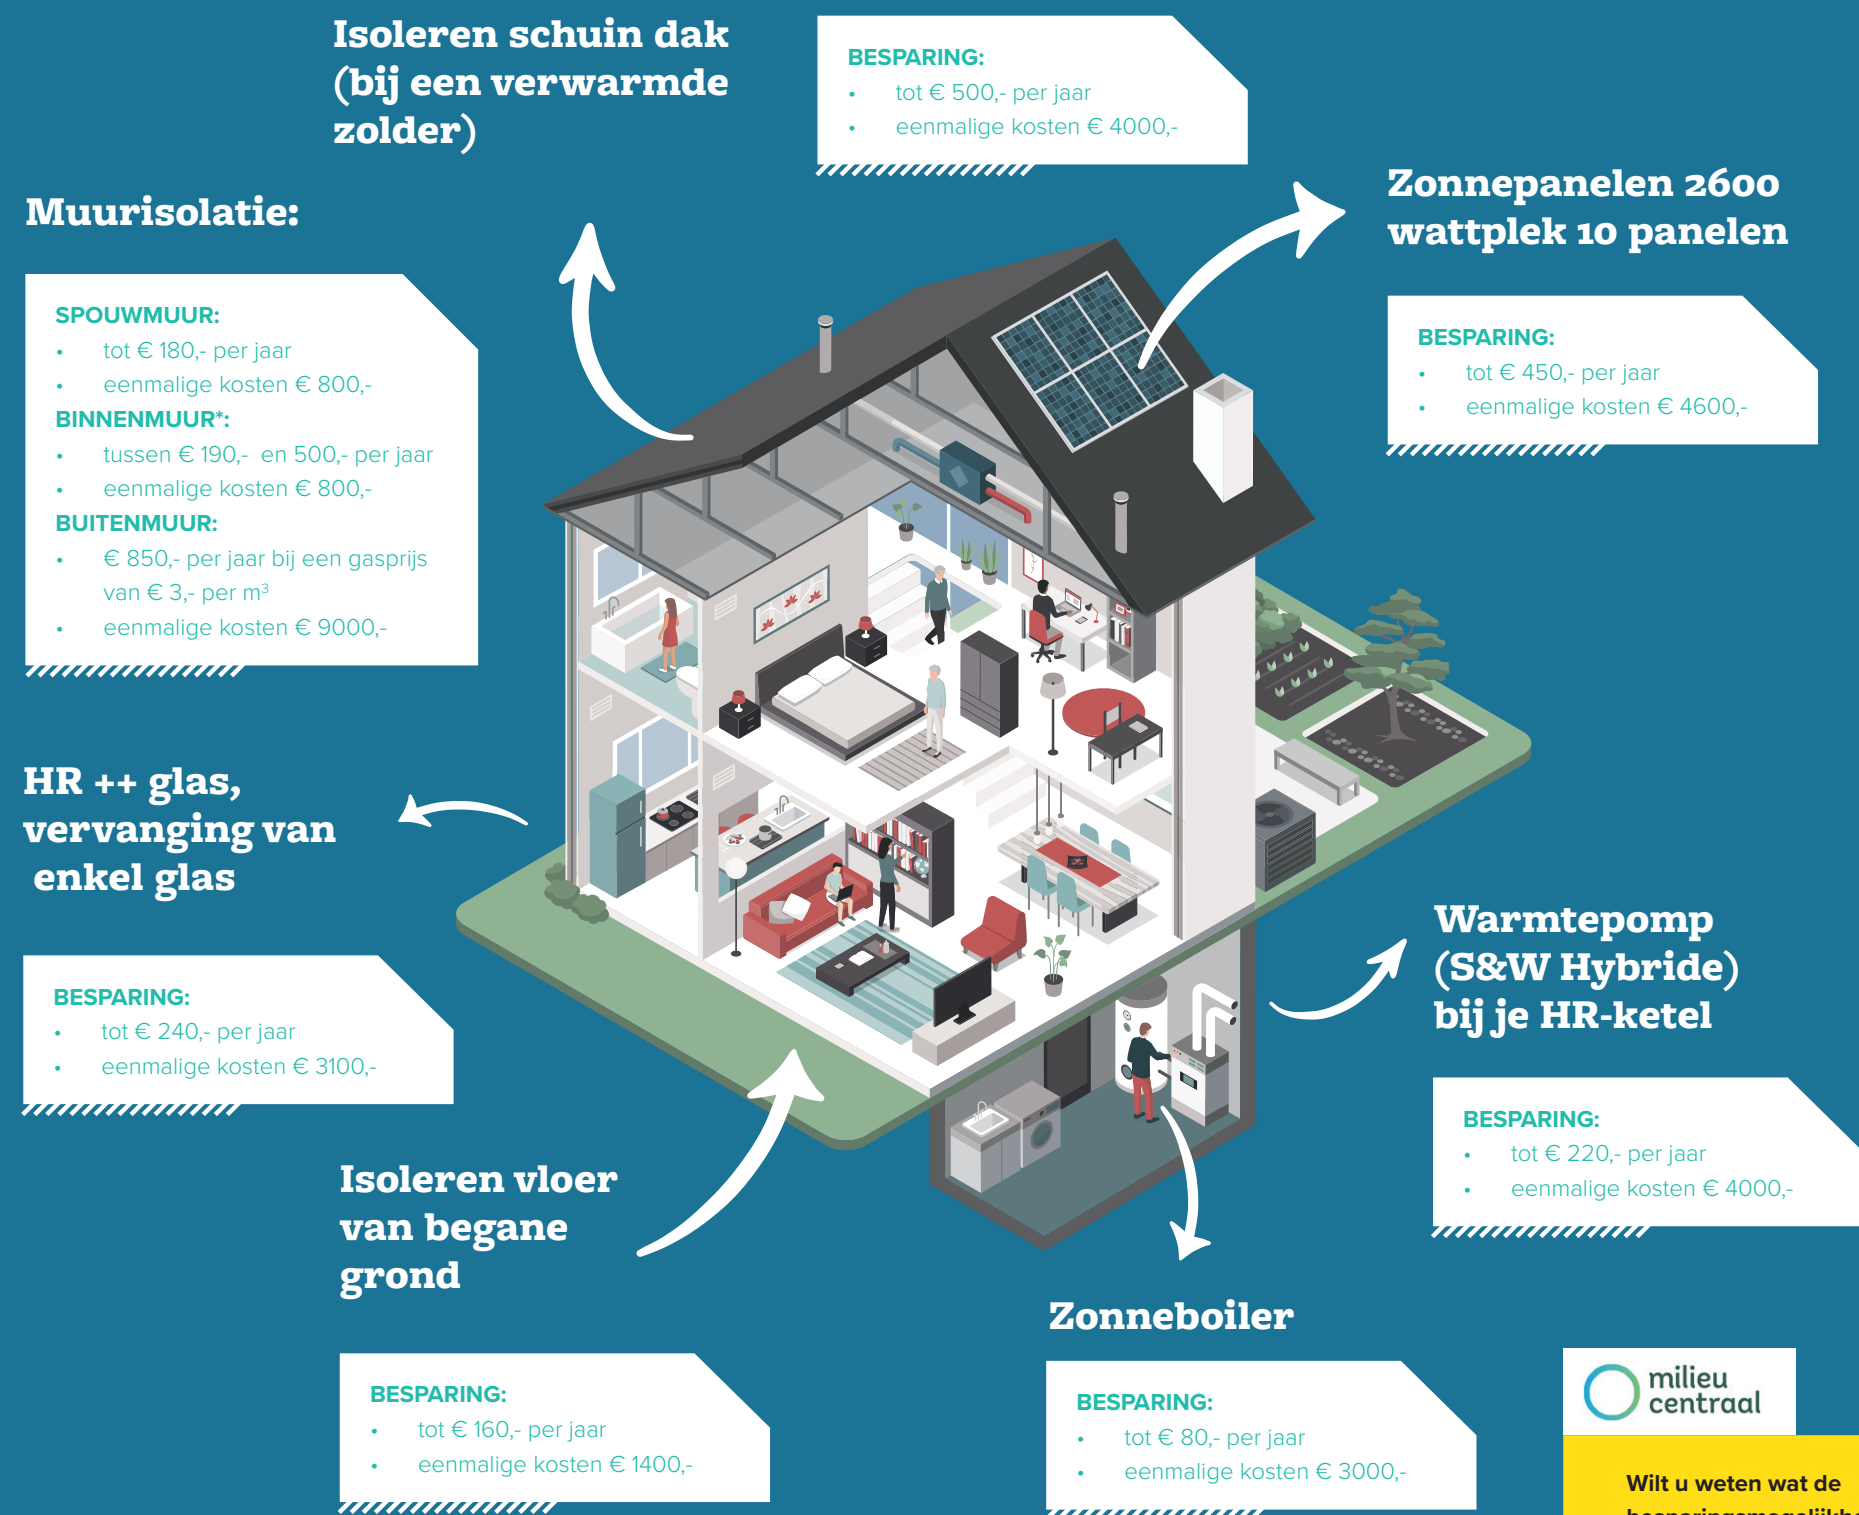 Isoleren schuin dak
(bij een verwarmde
zolder)
BESPARING:
• tot € 500,- per jaar
• eenmalige kosten € 4000,-
Zonnepanelen 2600
wattplek 10 panelen
BESPARING:
• tot € 450,- per jaar
• eenmalige kosten € 4600,-
Muurisolatie:
SPOUWMUUR:
• tot € 180,- per jaar
• eenmalige kosten € 800,-
BINNENMUUR*:
• tussen € 190,- en 500,- per jaar
• eenmalige kosten € 800,-
BUITENMUUR:
• € 850,- per jaar bij een gasprijs
van € 3,- per m³
• eenmalige kosten € 9000,-
HR ++ glas,
vervanging van
enkel glas
BESPARING:
• tot € 240,- per jaar
• eenmalige kosten € 3100,-
Warmtepomp
(S&W Hybride)
bij je HR-ketel
BESPARING:
• tot € 220,- per jaar
• eenmalige kosten € 4000,-
Isoleren vloer
van begane
grond
BESPARING:
• tot € 160,- per jaar
• eenmalige kosten € 1400,-
Zonneboiler
BESPARING:
• tot € 80,- per jaar
• eenmalige kosten € 3000,-
milieu
centraal
Wilt u weten wat de